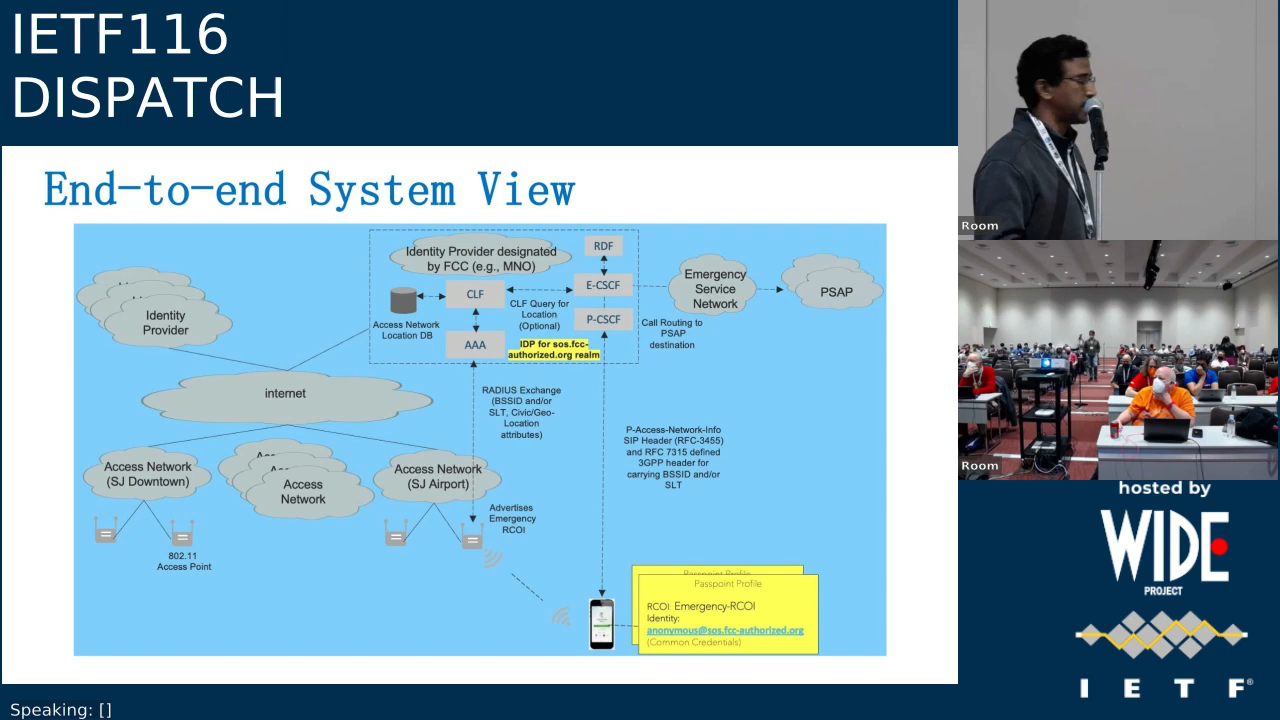 IETF116
DISPATCH
End-to-end System View
Identity Provider designated
by FCC (e.g., MNO)
RDF
E-CSCF
P-CSCF
CLF
AAA
CLF Query for
Location
(Optional)
Access Network
Location DB
IDP for sos.fcc-
authorized.org realm
Emergency
Service
Network
PSAP
Call Routing to
PSAP
destination
Identity
Provider
internet
RADIUS Exchange
(BSSID and/or
SLT, Civic/Geo-
Location
attributes)
P-Access-Network-Info
SIP Header (RFC-3455)
and RFC 7315 defined
3GPP header for
carrying BSSID and/or
SLT
Access Network
(SJ Downtown)
Access
Network
Access Network
(SJ Airport)
Advertises
Emergency
RCOI
802.11
Access Point
Passpoint Profile
Passpoint Profile
RCOI: Emergency-RCOI
Identity:
anonymous@sos.fcc-authorized.org
(Common Credentials)
Room
Room
hosted by
WIDE
PROJECT
I E T F®
Speaking: []